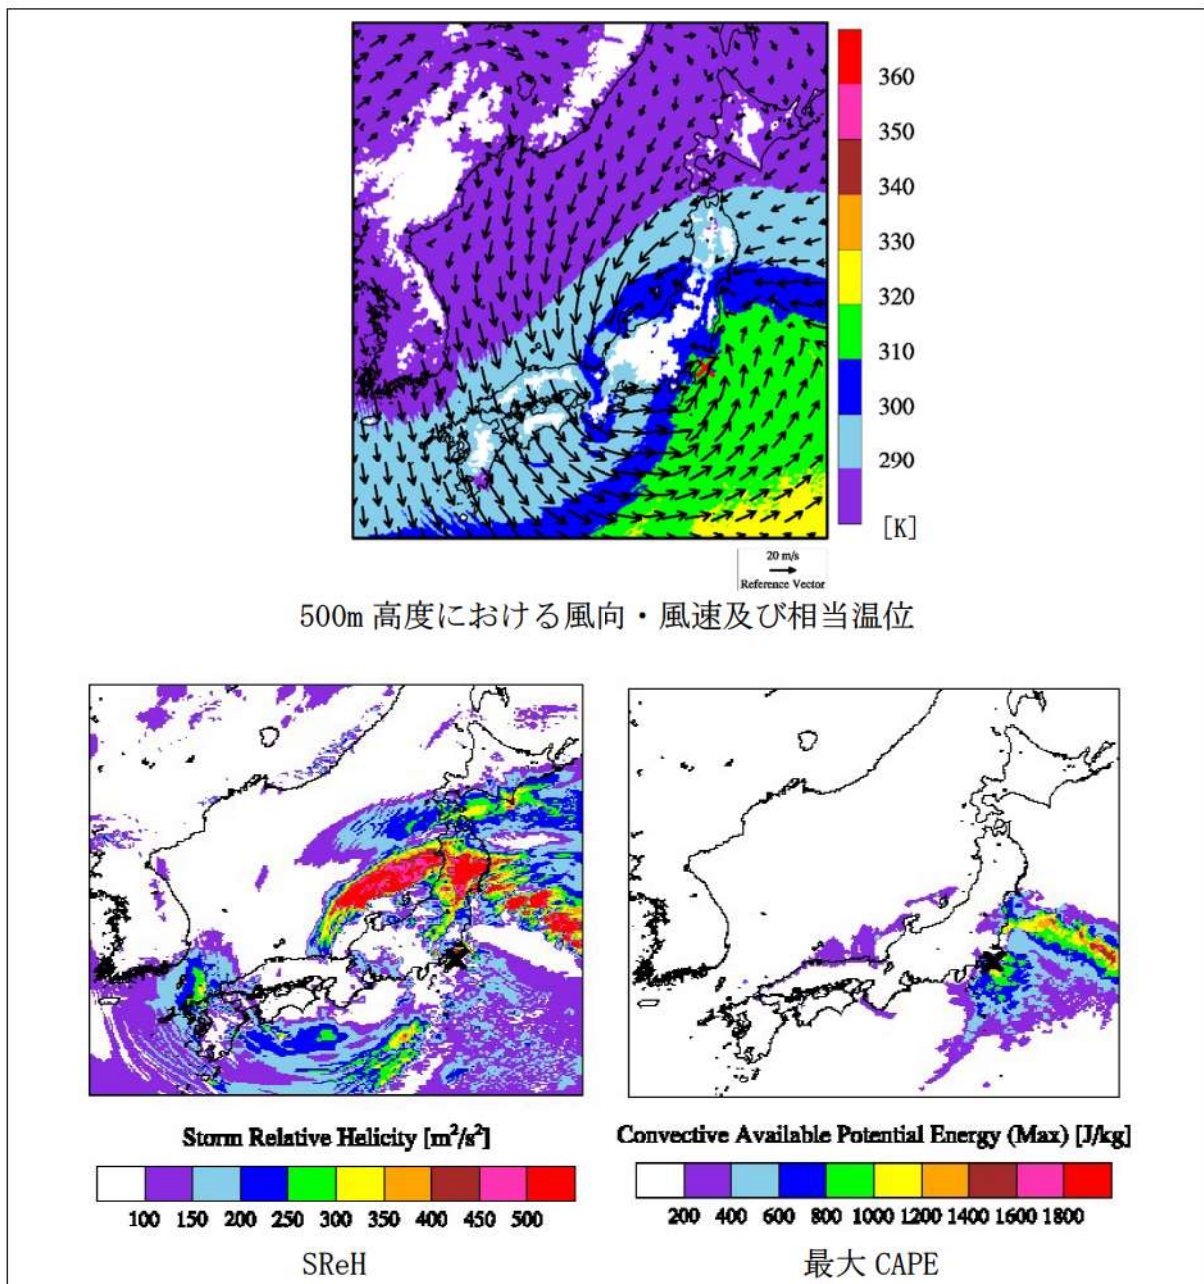 360
350
340
330
320
310
300
290
[K]
20 m/s
Reference Vector
500m 高度における風向・風速及び相当温位
Storm Relative Helicity [m²/s²]
100 150 200 250 300 350 400 450 500
SReH
Convective Available Potential Energy (Max) [J/kg]
200 400 600 800 1000 1200 1400 1600 1800
最大 CAPE